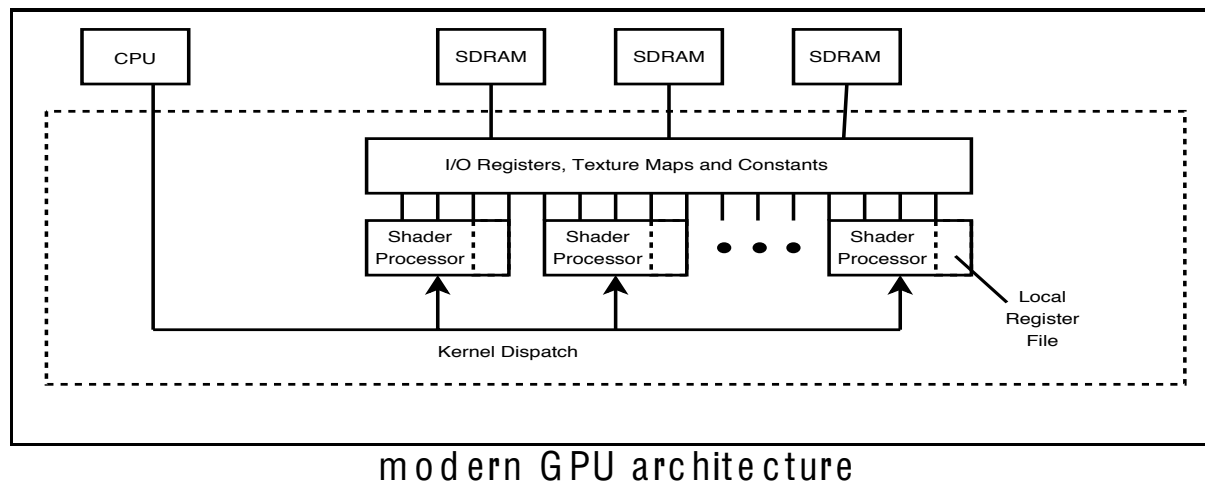 CPU
SDRAM
SDRAM
SDRAM
I/O Registers, Texture Maps and Constants
Shader
Processor
Shader
Processor
Shader
Processor
Local
Register
File
Kernel Dispatch
modern GPU architecture